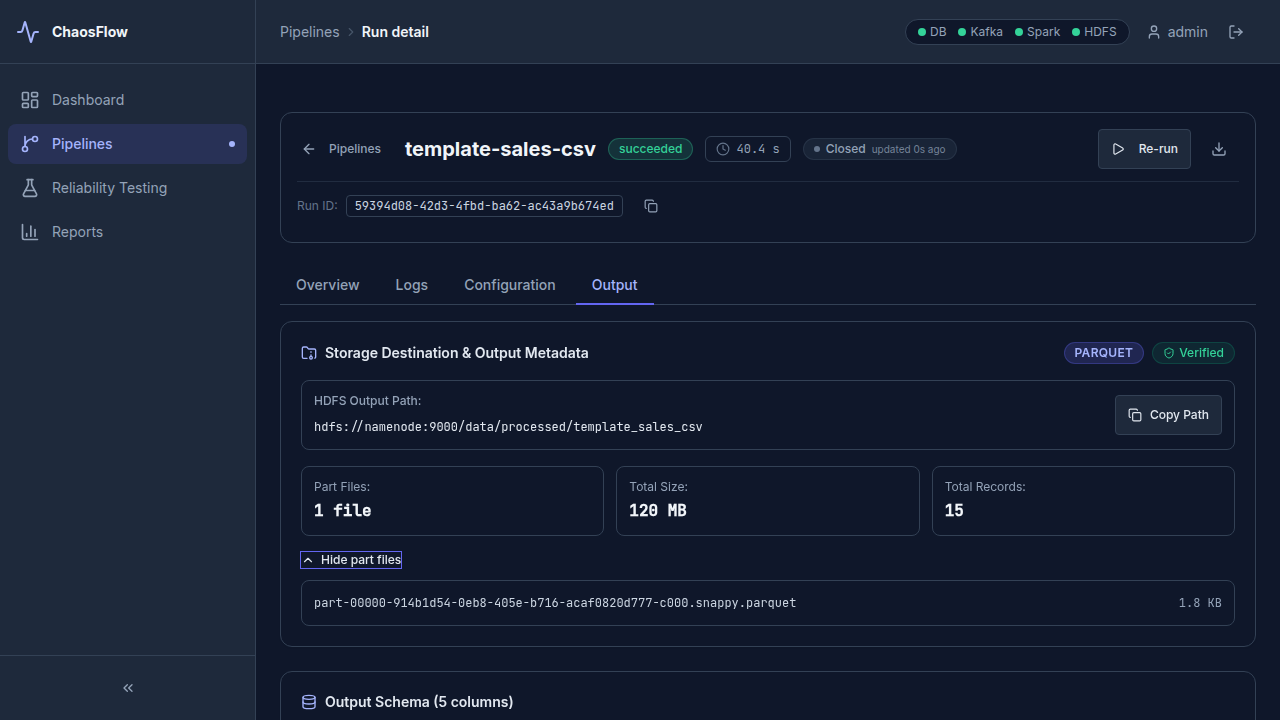 ChaosFlow
Pipelines > Run detail
DB Kafka Spark HDFS
admin
Dashboard
Pipelines
Reliability Testing
Reports
Pipelines
template-sales-csv
succeeded
40.4 s
Closed updated 0s ago
Re-run
Run ID: 59394d08-42d3-4fbd-ba62-ac43a9b674ed
Overview
Logs
Configuration
Output
Storage Destination & Output Metadata
PARQUET
Verified
HDFS Output Path:
hdfs://namenode:9000/data/processed/template_sales_csv
Copy Path
Part Files:
1 file
Total Size:
120 MB
Total Records:
15
Hide part files
part-00000-914b1d54-0eb8-405e-b716-acaf0820d777-c000.snappy.parquet
1.8 KB
Output Schema (5 columns)